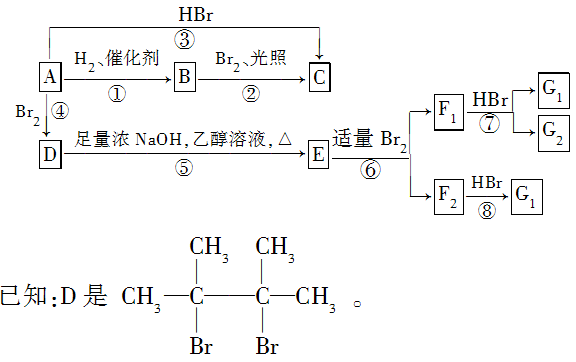 HBr
③
H₂、催化剂 Br₂、光照
A B C
① ②
Br₂ ④
足量浓 NaOH,乙醇溶液,△ 适量 Br₂
D E
⑤ ⑥
F₁ HBr G₁
⑦ G₂
F₂ HBr G₁
⑧
CH₃ CH₃
已知:D 是 CH₃—C—C—CH₃ 。
Br Br